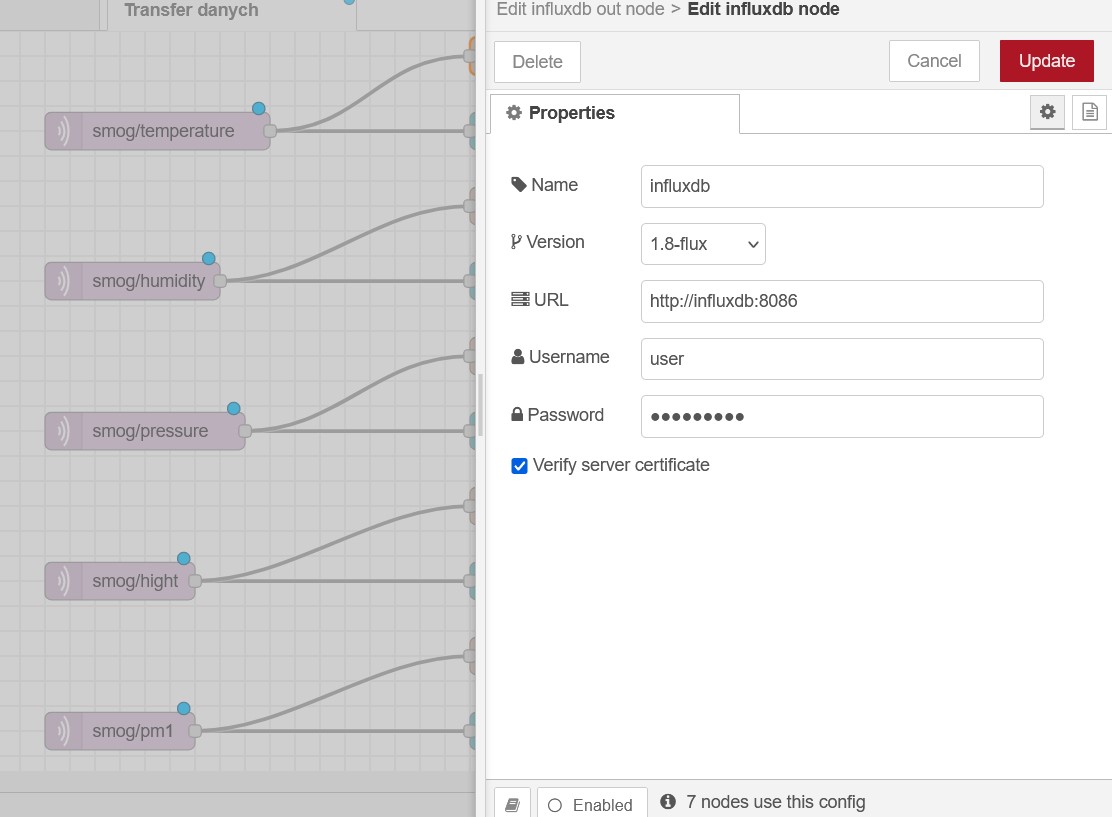 Transfer danych
smog/temperature
smog/humidity
smog/pressure
smog/hight
smog/pm1
Edit influxdb out node > Edit influxdb node
Delete
Cancel
Update
Properties
Name
influxdb
Version
1.8-flux
URL
http://influxdb:8086
Username
user
Password
●●●●●●●●●
Verify server certificate
Enabled
7 nodes use this config